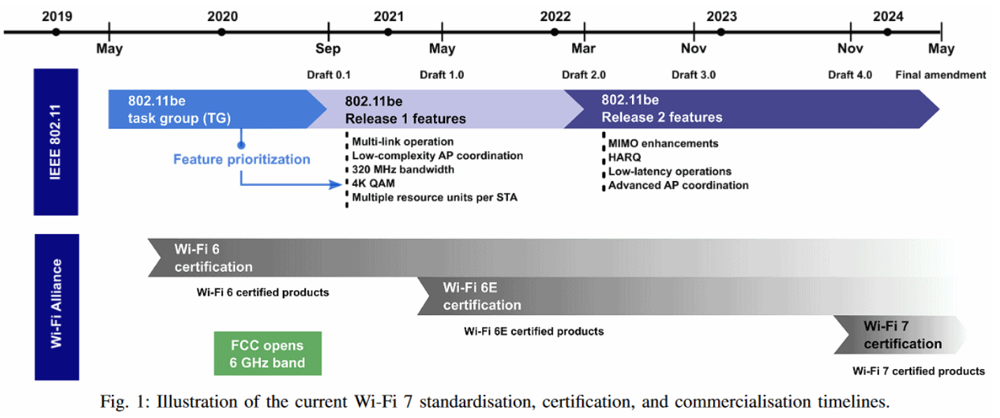 2019 2020 2021 2022 2023 2024
May Sep May Mar Nov Nov May
Draft 0.1 Draft 1.0 Draft 2.0 Draft 3.0 Draft 4.0 Final amendment
IEEE 802.11
802.11be
task group (TG)
Feature prioritization
802.11be
Release 1 features
Multi-link operation
Low-complexity AP coordination
320 MHz bandwidth
4K QAM
Multiple resource units per STA
802.11be
Release 2 features
MIMO enhancements
HARQ
Low-latency operations
Advanced AP coordination
Wi-Fi Alliance
Wi-Fi 6
certification
Wi-Fi 6 certified products
Wi-Fi 6E
certification
Wi-Fi 6E certified products
FCC opens
6 GHz band
Wi-Fi 7
certification
Wi-Fi 7 certified products
Fig. 1: Illustration of the current Wi-Fi 7 standardisation, certification, and commercialisation timelines.